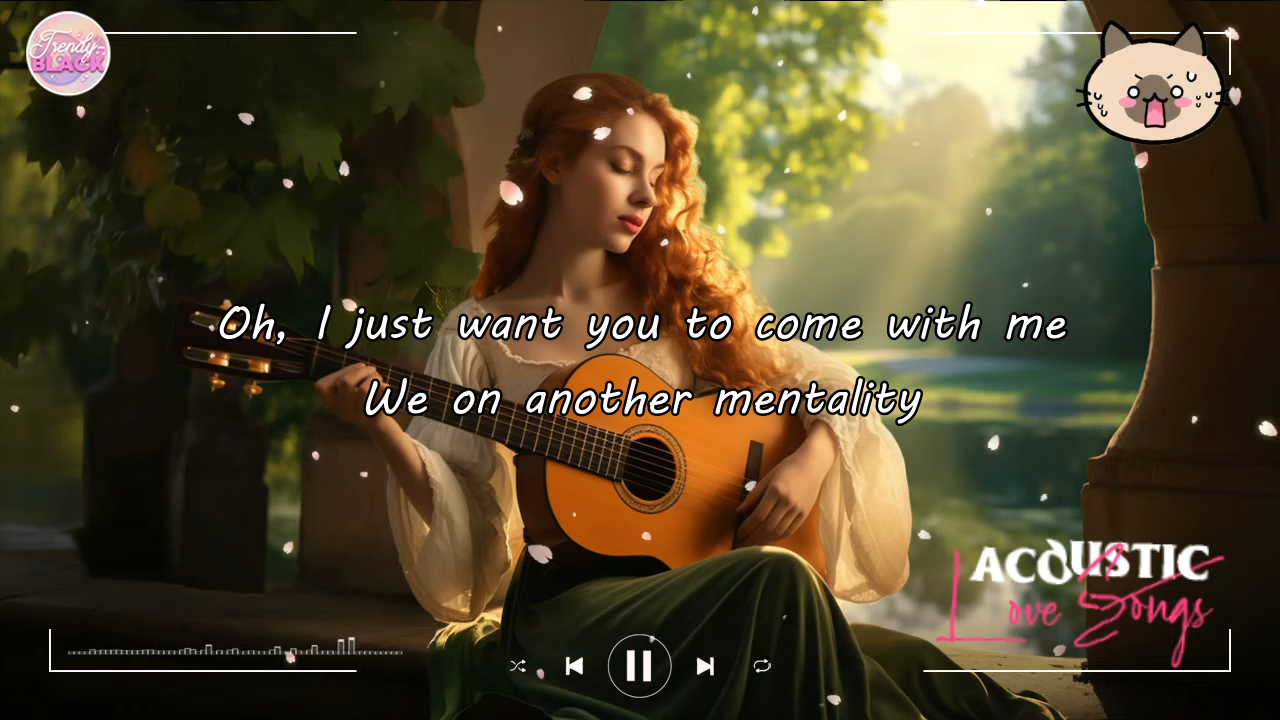 Trendy
BLACK
Oh, I just want you to come with me
We on another mentality
ACOUSTIC
Love Songs